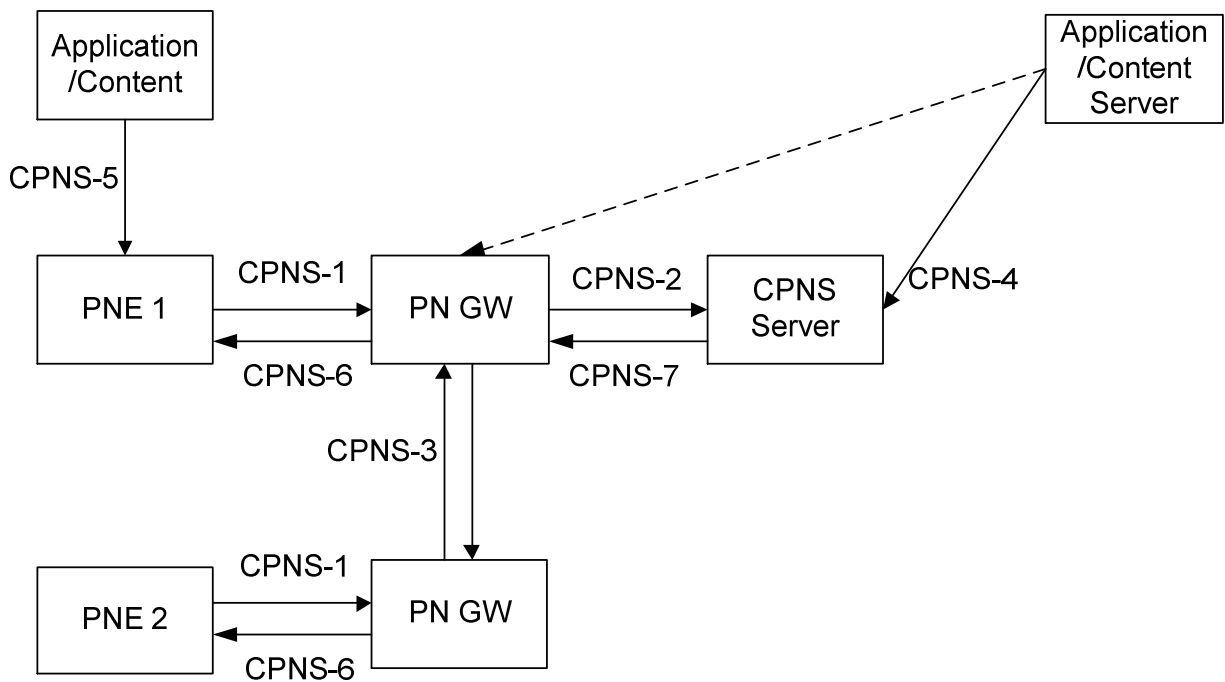 Application
/Content
Application
/Content
Server
CPNS-5
CPNS-1
CPNS-2
CPNS-4
PNE 1
PN GW
CPNS
Server
CPNS-6
CPNS-7
CPNS-3
CPNS-1
PNE 2
PN GW
CPNS-6